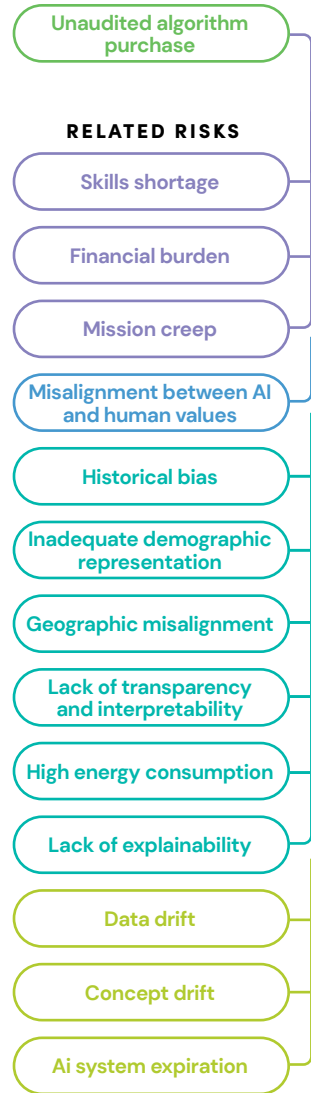 Unaudited algorithm
purchase
RELATED RISKS
Skills shortage
Financial burden
Mission creep
Misalignment between AI
and human values
Historical bias
Inadequate demographic
representation
Geographic misalignment
Lack of transparency
and interpretability
High energy consumption
Lack of explainability
Data drift
Concept drift
Ai system expiration